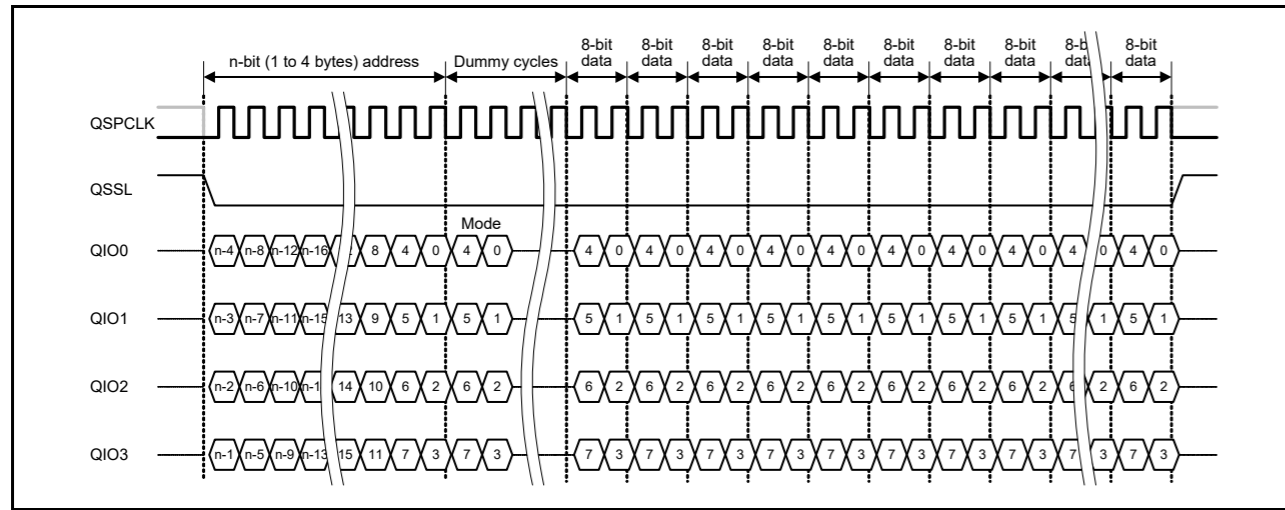 8-bit 8-bit 8-bit 8-bit 8-bit 8-bit 8-bit 8-bit 8-bit
n-bit (1 to 4 bytes) address Dummy cycles data data data data data data data data data data
QSPCLK
QSSL
Mode
QIO0 n-4 n-8 n-12 n-16 8 4 0 4 0 4 0 4 0 4 0 4 0 4 0 4 0 4 0 4 0 4 0 4 0
QIO1 n-3 n-7 n-11 n-15 13 9 5 1 5 1 5 1 5 1 5 1 5 1 5 1 5 1 5 1 5 1 5 1 5 1
QIO2 n-2 n-6 n-10 14 10 6 2 6 2 6 2 6 2 6 2 6 2 6 2 6 2 6 2 6 2 6 2 6 2
QIO3 n-1 n-5 n-9 n-13 15 11 7 3 7 3 7 3 7 3 7 3 7 3 7 3 7 3 7 3 7 3 7 3 7 3